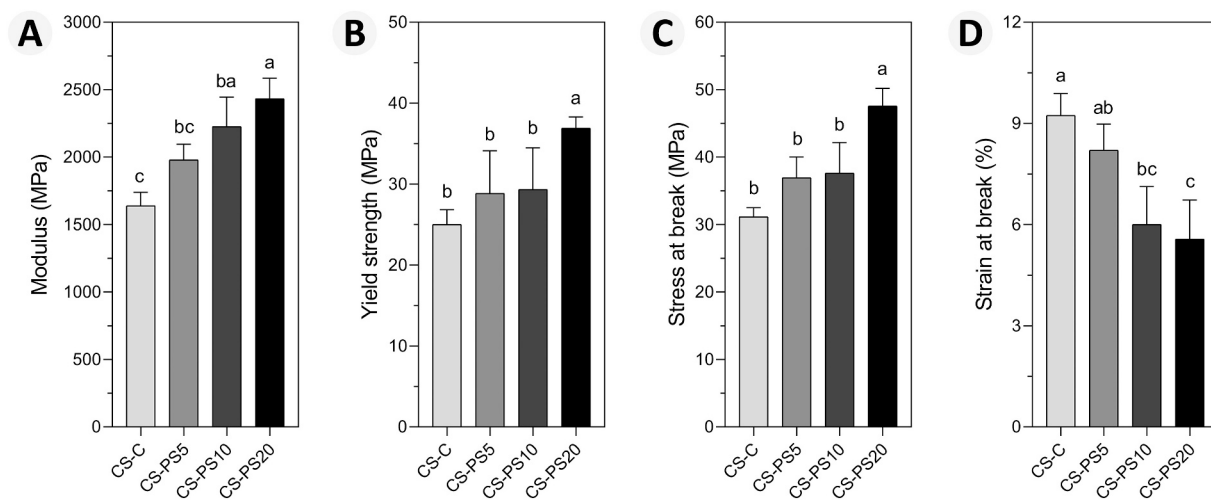 A
Modulus (MPa)
3000
2500
2000
1500
1000
500
0
c
bc
ba
a
CS-C
CS-PS5
CS-PS10
CS-PS20
B
Yield strength (MPa)
50
40
30
20
10
0
b
b
b
a
CS-C
CS-PS5
CS-PS10
CS-PS20
C
Stress at break (MPa)
60
50
40
30
20
10
0
b
b
b
a
CS-C
CS-PS5
CS-PS10
CS-PS20
D
Strain at break (%)
12
9
6
3
0
a
ab
bc
c
CS-C
CS-PS5
CS-PS10
CS-PS20